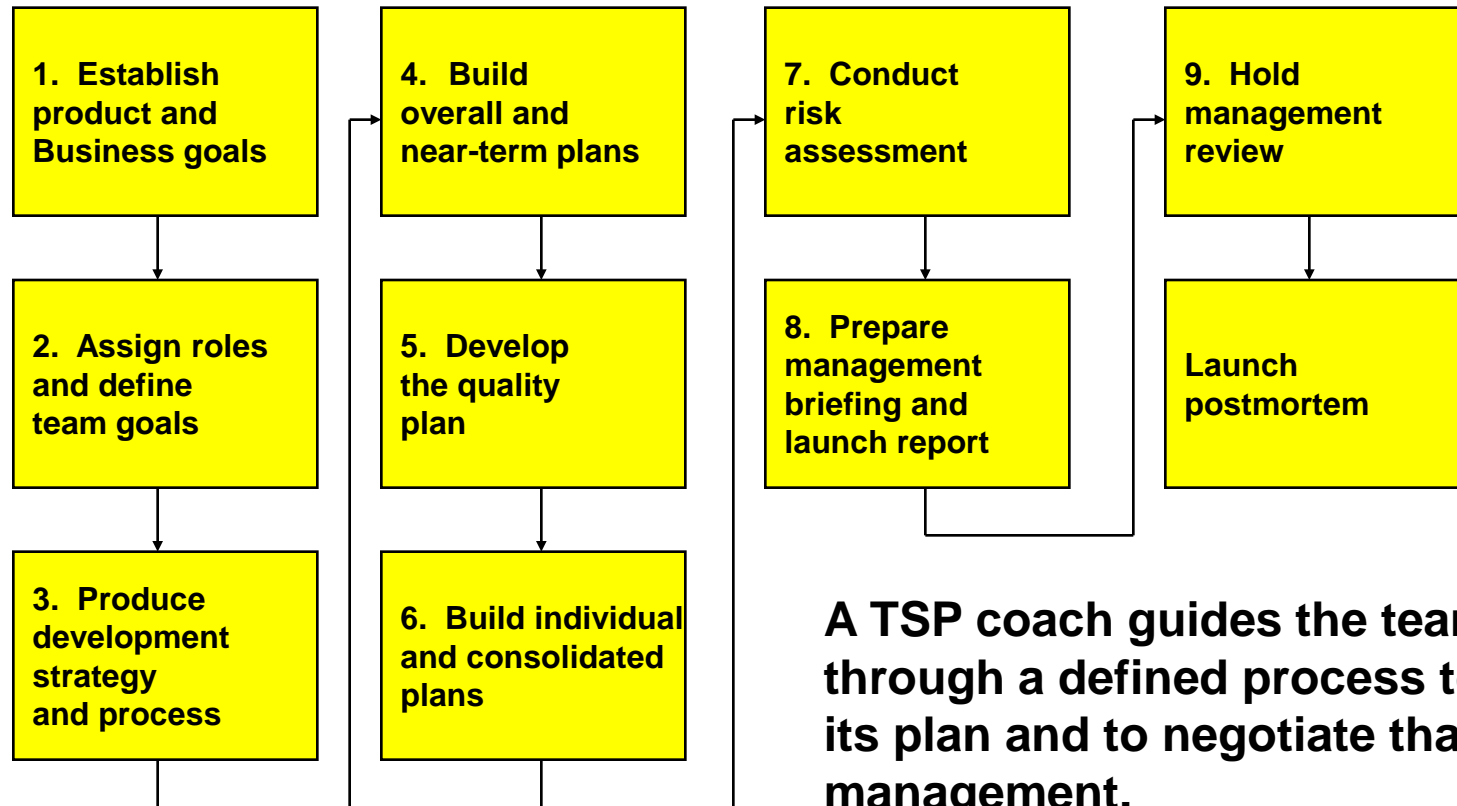 1. Establish
product and
Business goals
2. Assign roles
and define
team goals
3. Produce
development
strategy
and process
4. Build
overall and
near-term plans
5. Develop
the quality
plan
6. Build individual
and consolidated
plans
7. Conduct
risk
assessment
8. Prepare
management
briefing and
launch report
9. Hold
management
review
Launch
postmortem
A TSP coach guides the
through a defined process
its plan and to negotiate
management.